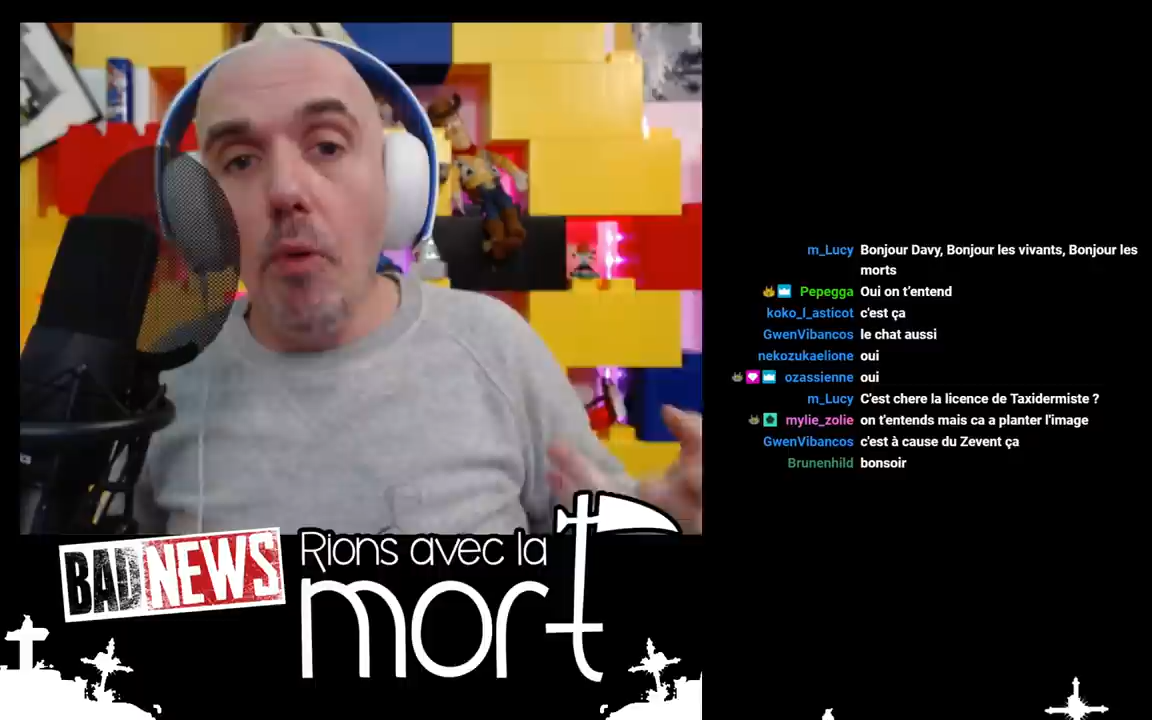 m_Lucy Bonjour Davy, Bonjour les vivants, Bonjour les
morts
Pepegga Oui on t'entend
koko_l_asticot c'est ça
GwenVibancos le chat aussi
nekozukaelione oui
ozassienne oui
m_Lucy C'est chere la licence de Taxidermiste ?
mylie_zolie on t'entends mais ca a planter l'image
GwenVibancos c'est à cause du Zevent ça
Brunenhild bonsoir
BAD NEWS
Rions avec la
mort